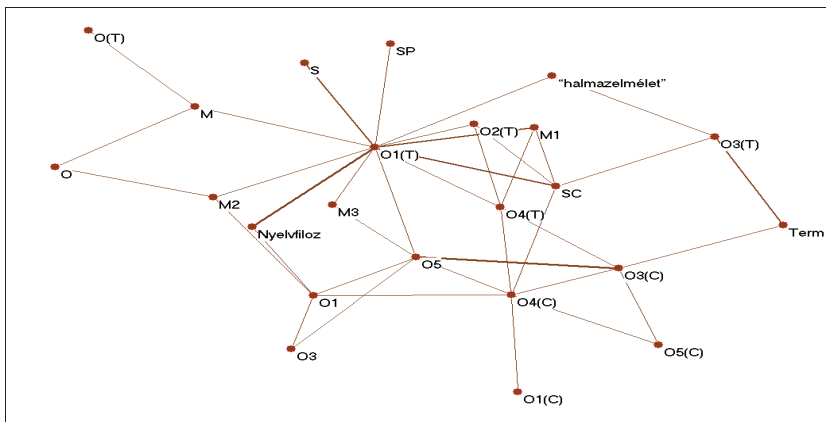 O(T)
SP
S
"halmazelmélet"
M
O2(T)
M1
O3(T)
O1(T)
O
SC
M2
M3
O4(T)
Nyelvfiloz
Term
O5
O3(C)
O1
O4(C)
O3
O5(C)
O1(C)